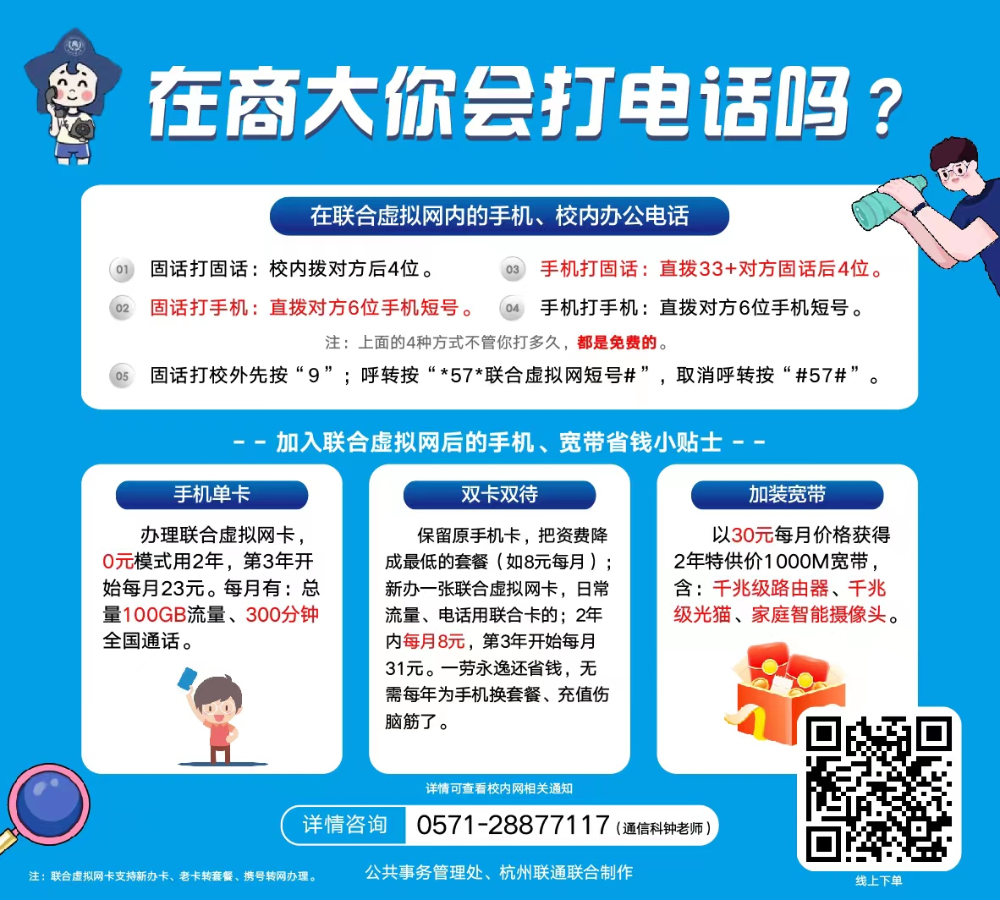 在商大你会打电话吗？
在联合虚拟网内的手机、校内办公电话
01 固话打固话：校内拨对方后4位。
02 固话打手机：直拨对方6位手机短号。
03 手机打固话：直拨33+对方固话后4位。
04 手机打手机：直拨对方6位手机短号。
注：上面的4种方式不管你打多久，都是免费的。
05 固话打校外先按“9”；呼转按“*57*联合虚拟网短号#”，取消呼转按“#57#”。
-- 加入联合虚拟网后的手机、宽带省钱小贴士 --
手机单卡
办理联合虚拟网卡，
0元模式用2年，第3年开
始每月23元。每月有：总
量100GB流量、300分钟
全国通话。
双卡双待
保留原手机卡，把资费降
成最低的套餐（如8元每月）；
新办一张联合虚拟网卡，日常
流量、电话用联合卡的；2年
内每月8元，第3年开始每月
31元。一劳永逸还省钱，无
需每年为手机换套餐、充值伤
脑筋了。
加装宽带
以30元每月价格获得
2年特供价1000M宽带，
含：千兆级路由器、千兆
级光猫、家庭智能摄像头。
详情可查看校内网相关通知
详情咨询 0571-28877117（通信科钟老师）
注：联合虚拟网卡支持新办卡、老卡转套餐、携号转网办理。
公共事务管理处、杭州联通联合制作
线上下单